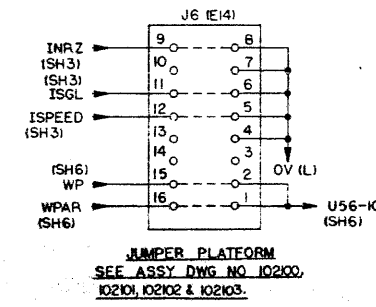 J6 (E14)
INRZ 9 8
(SH3) 10 7
(SH3)
ISGL 11 6
ISPEED 12 5
(SH3) 13 4
14 3
(SH6) 0V (L)
WP 15 2
WPAR 16 1 U56-10
(SH6) (SH6)
JUMPER PLATFORM
SEE ASSY DWG NO 102100,
102101, 102102 & 102103.